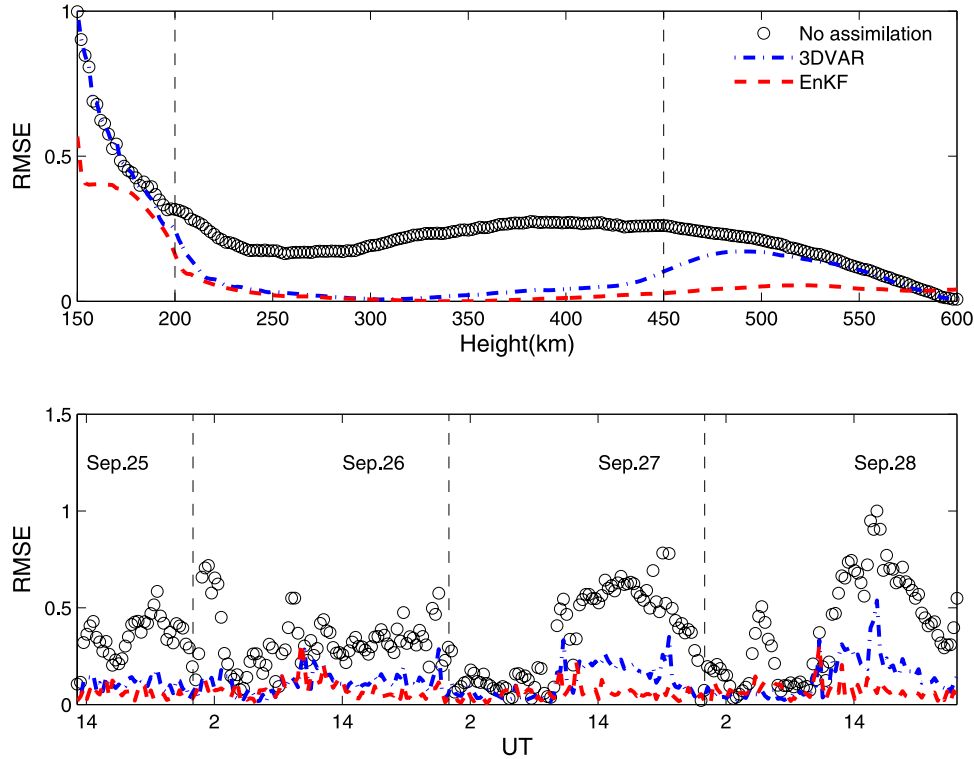 1
0.5
0
RMSE
No assimilation
3DVAR
EnKF
150 200 250 300 350 400 450 500 550 600
Height(km)
1.5
1
0.5
0
RMSE
Sep.25 Sep.26 Sep.27 Sep.28
14 2 14 2 14 2 14
UT